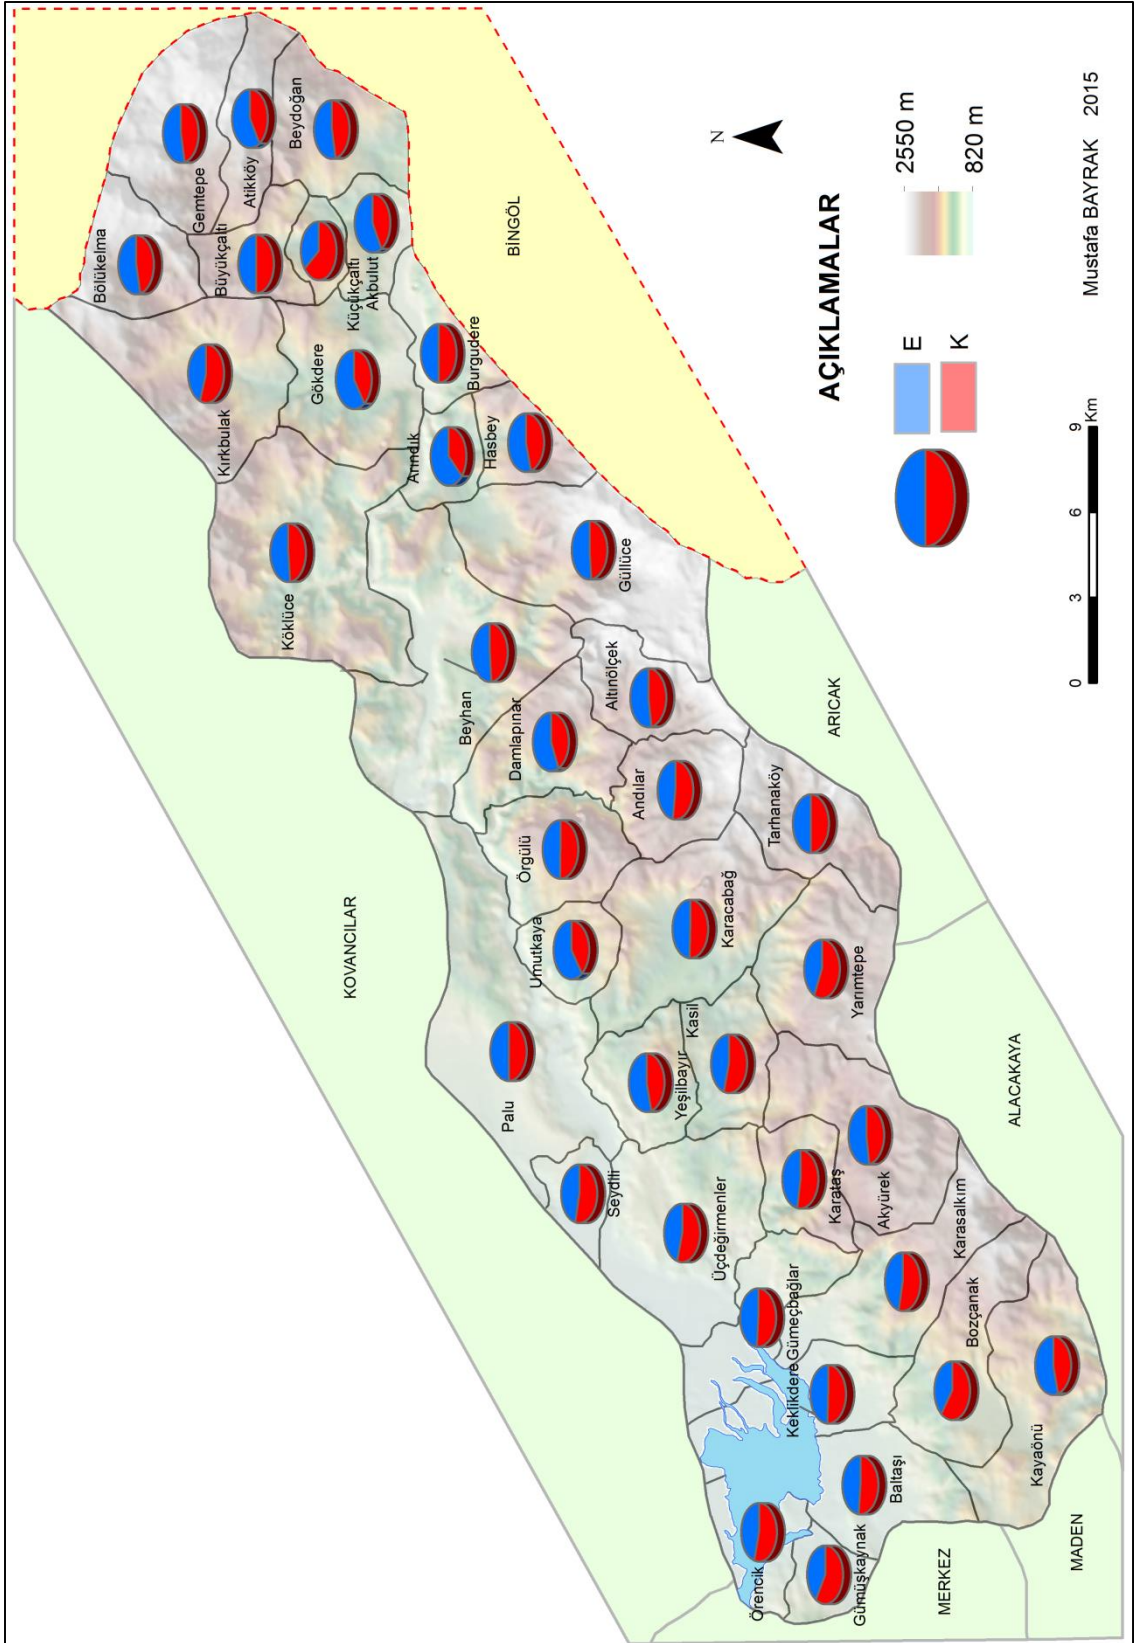 Gemtepe
Atikköy
Beydoğan
Bölükelma
Büyükçaltı
Küçükçaltı
Akbulut
Kırkbulak
Gökdere
Burgudere
Arındık
Hasbey
Köklüce
Güllüce
Beyhan
Damlapınar
Altınölçek
Andılar
Tarhanaköy
Örgülü
Umutkaya
Karacabağ
Yarımtepe
Palu
Yeşilbayır
Kasil
Seydili
Üçdeğirmenler
Karataş
Akyürek
Karasalkım
Gümeçbağlar
Keklikdere
Bozçanak
Kayaönü
Baltaşı
Örencik
Gümüşkaynak
KOVANCILAR
BİNGÖL
ARICAK
ALACAKAYA
MADEN
MERKEZ
N
AÇIKLAMALAR
E
K
2550 m
820 m
0 3 6 9 Km
Mustafa BAYRAK 2015